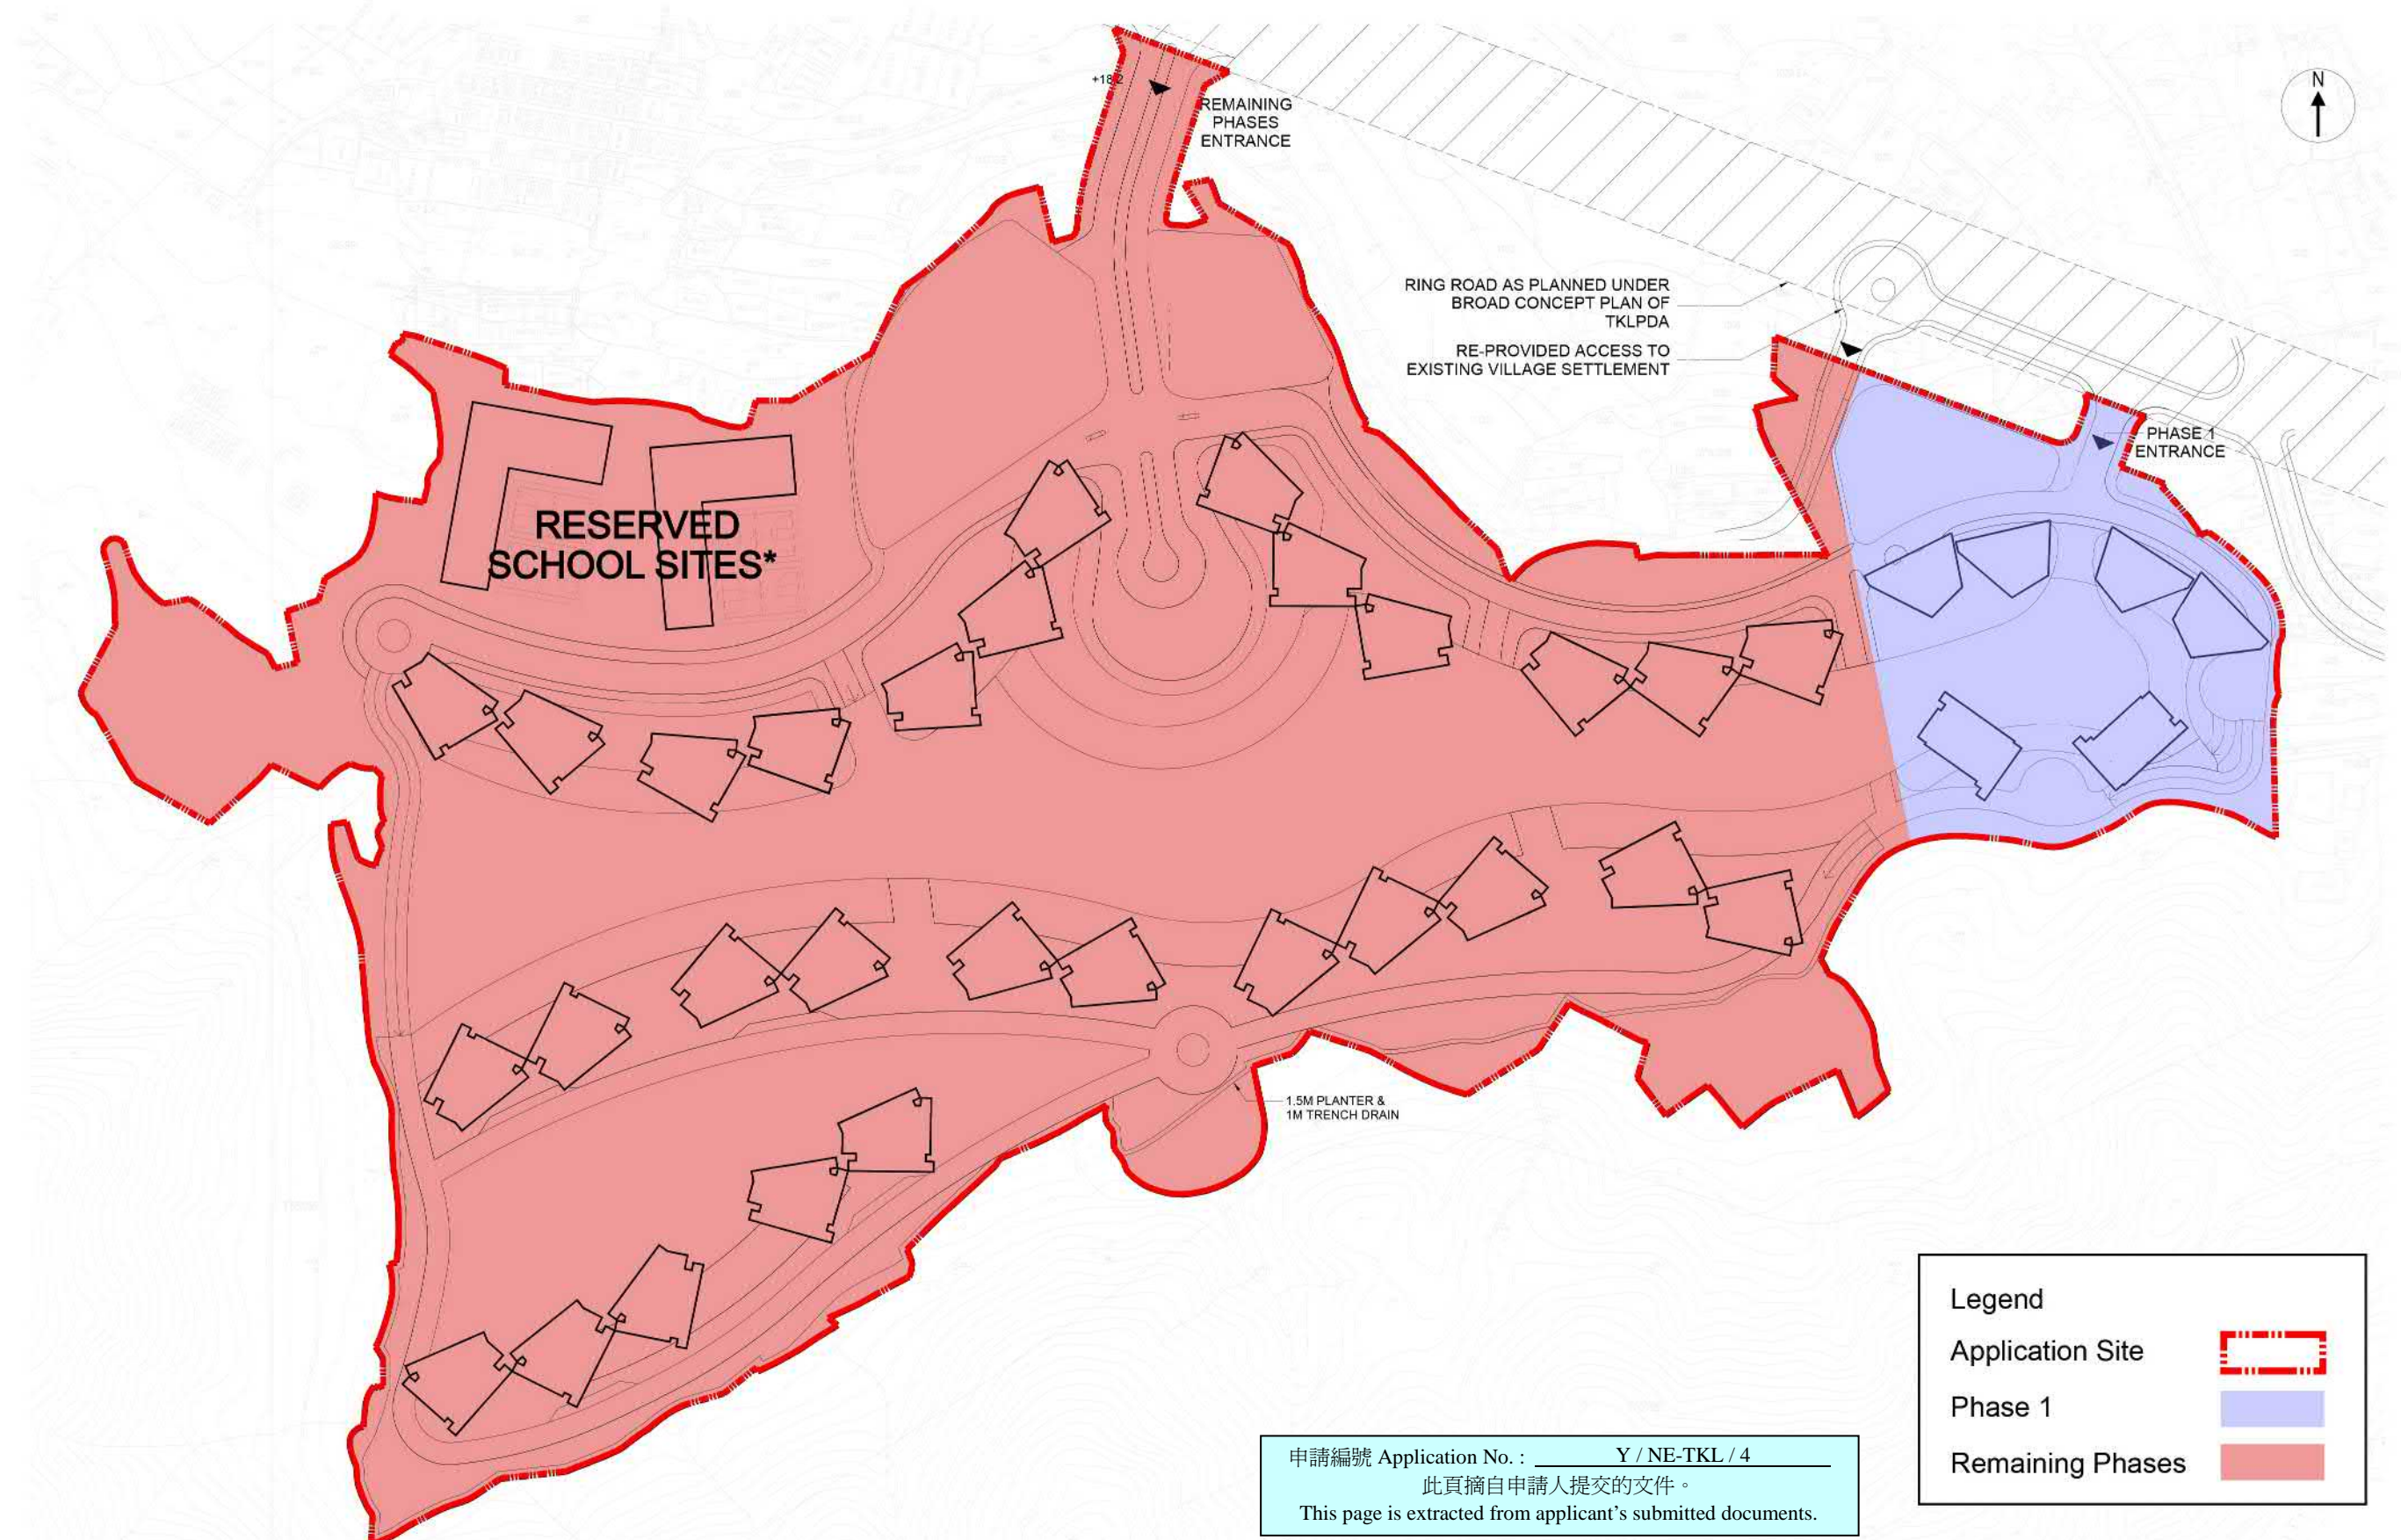 N
+18.2
REMAINING
PHASES
ENTRANCE
RING ROAD AS PLANNED UNDER
BROAD CONCEPT PLAN OF
TKLPDA
RE-PROVIDED ACCESS TO
EXISTING VILLAGE SETTLEMENT
PHASE 1
ENTRANCE
RESERVED
SCHOOL SITES*
1.5M PLANTER &
1M TRENCH DRAIN
Legend
Application Site
Phase 1
Remaining Phases
申請編號 Application No. : Y / NE-TKL / 4
此頁摘自申請人提交的文件。
This page is extracted from applicant's submitted documents.